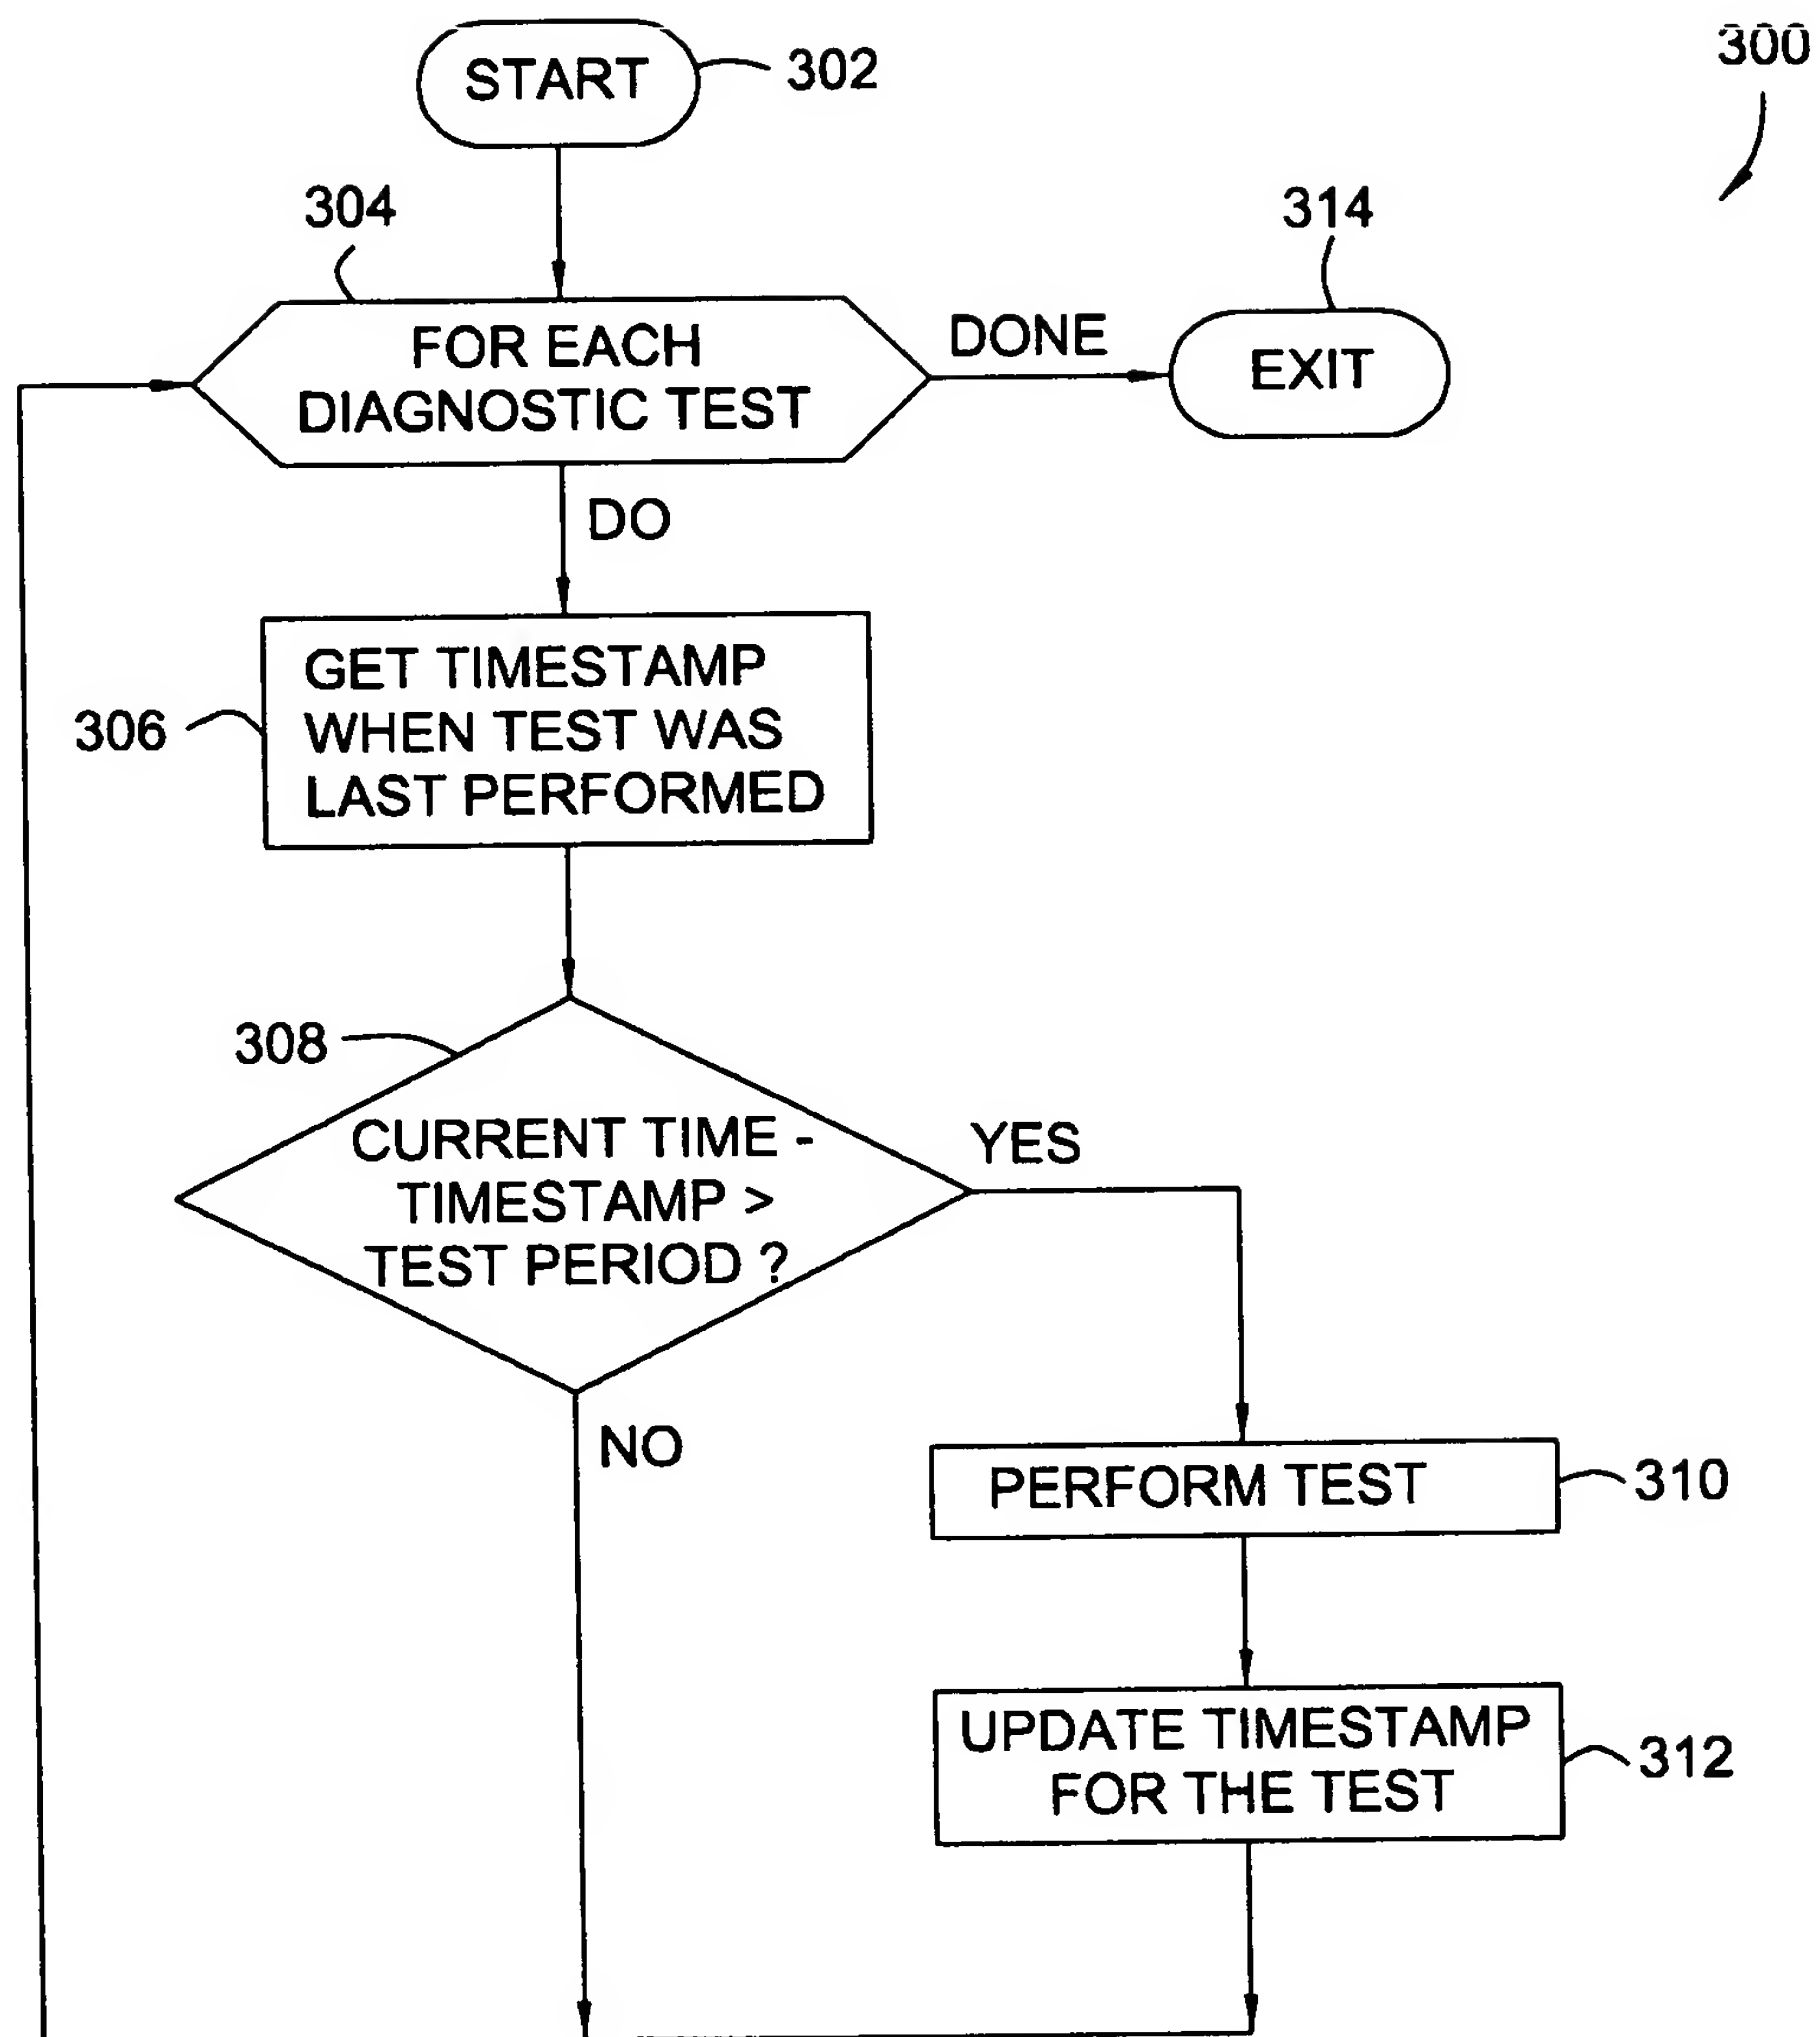 300
START
302
304
314
FOR EACH
DIAGNOSTIC TEST
DONE
EXIT
DO
GET TIMESTAMP
WHEN TEST WAS
LAST PERFORMED
306
308
CURRENT TIME -
TIMESTAMP >
TEST PERIOD ?
YES
NO
PERFORM TEST
310
UPDATE TIMESTAMP
FOR THE TEST
312